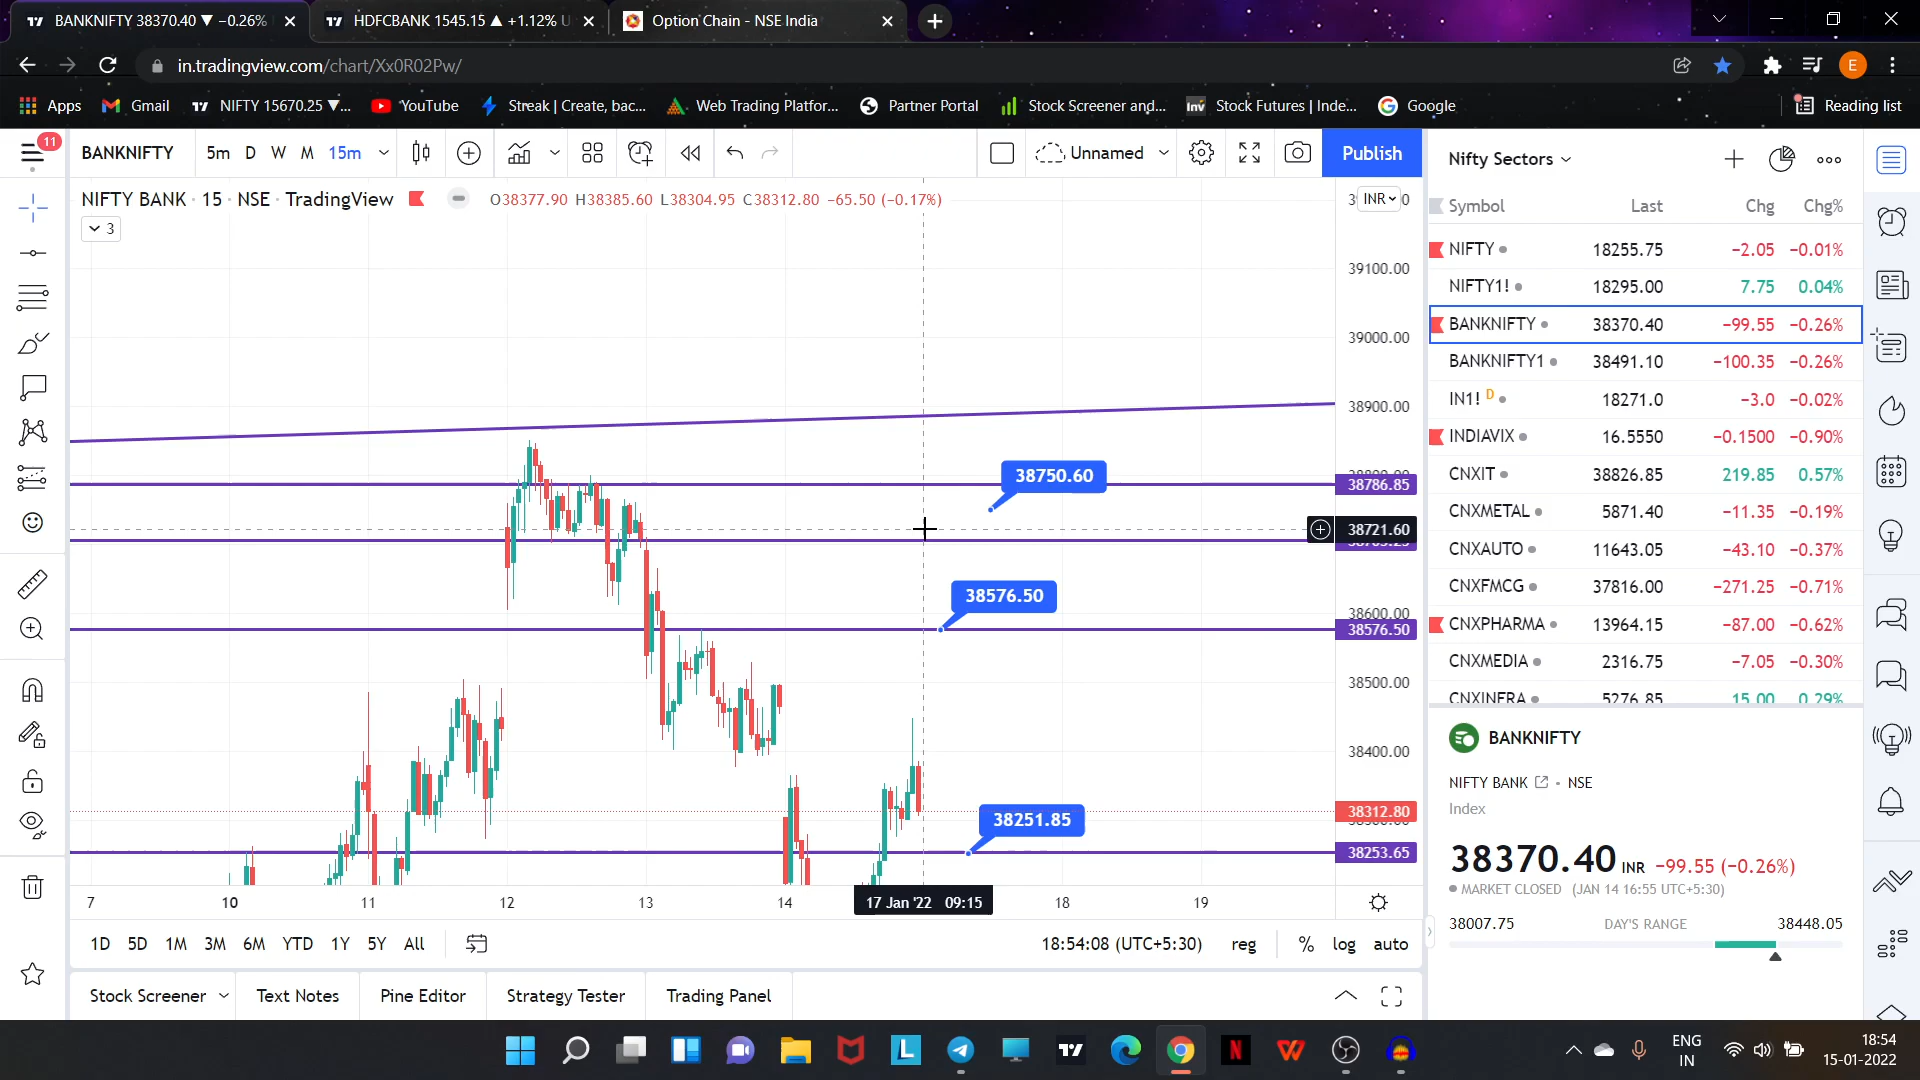 BANKNIFTY 38370.40 ▼ −0.26%
HDFCBANK 1545.15 ▲ +1.12% U
Option Chain - NSE India
in.tradingview.com/chart/Xx0R02Pw/
E
Apps
Gmail
NIFTY 15670.25 ▼...
YouTube
Streak | Create, bac...
Web Trading Platfor...
Partner Portal
Stock Screener and...
Inv Stock Futures | Inde...
Google
Reading list
11
BANKNIFTY
5m D W M 15m
Unnamed
Publish
NIFTY BANK · 15 · NSE · TradingView
O38377.90 H38385.60 L38304.95 C38312.80 −65.50 (−0.17%)
3
INR
39100.00
39000.00
38900.00
38750.60
38786.85
38721.60
38576.50
38600.00
38576.50
38500.00
38400.00
38312.80
38251.85
38253.65
7 10 11 12 13 14 17 Jan '22 09:15 18 19
1D 5D 1M 3M 6M YTD 1Y 5Y All
18:54:08 (UTC+5:30) reg % log auto
Stock Screener Text Notes Pine Editor Strategy Tester Trading Panel
Nifty Sectors
Symbol Last Chg Chg%
NIFTY 18255.75 −2.05 −0.01%
NIFTY1! 18295.00 7.75 0.04%
BANKNIFTY 38370.40 −99.55 −0.26%
BANKNIFTY1 38491.10 −100.35 −0.26%
IN1! D 18271.0 −3.0 −0.02%
INDIAVIX 16.5550 −0.1500 −0.90%
CNXIT 38826.85 219.85 0.57%
CNXMETAL 5871.40 −11.35 −0.19%
CNXAUTO 11643.05 −43.10 −0.37%
CNXFMCG 37816.00 −271.25 −0.71%
CNXPHARMA 13964.15 −87.00 −0.62%
CNXMEDIA 2316.75 −7.05 −0.30%
CNXINFRA 5276.85 15.00 0.29%
BANKNIFTY
NIFTY BANK · NSE
Index
38370.40 INR −99.55 (−0.26%)
MARKET CLOSED (JAN 14 16:55 UTC+5:30)
38007.75 DAY'S RANGE 38448.05
L
N
W
ENG
IN
18:54
15-01-2022